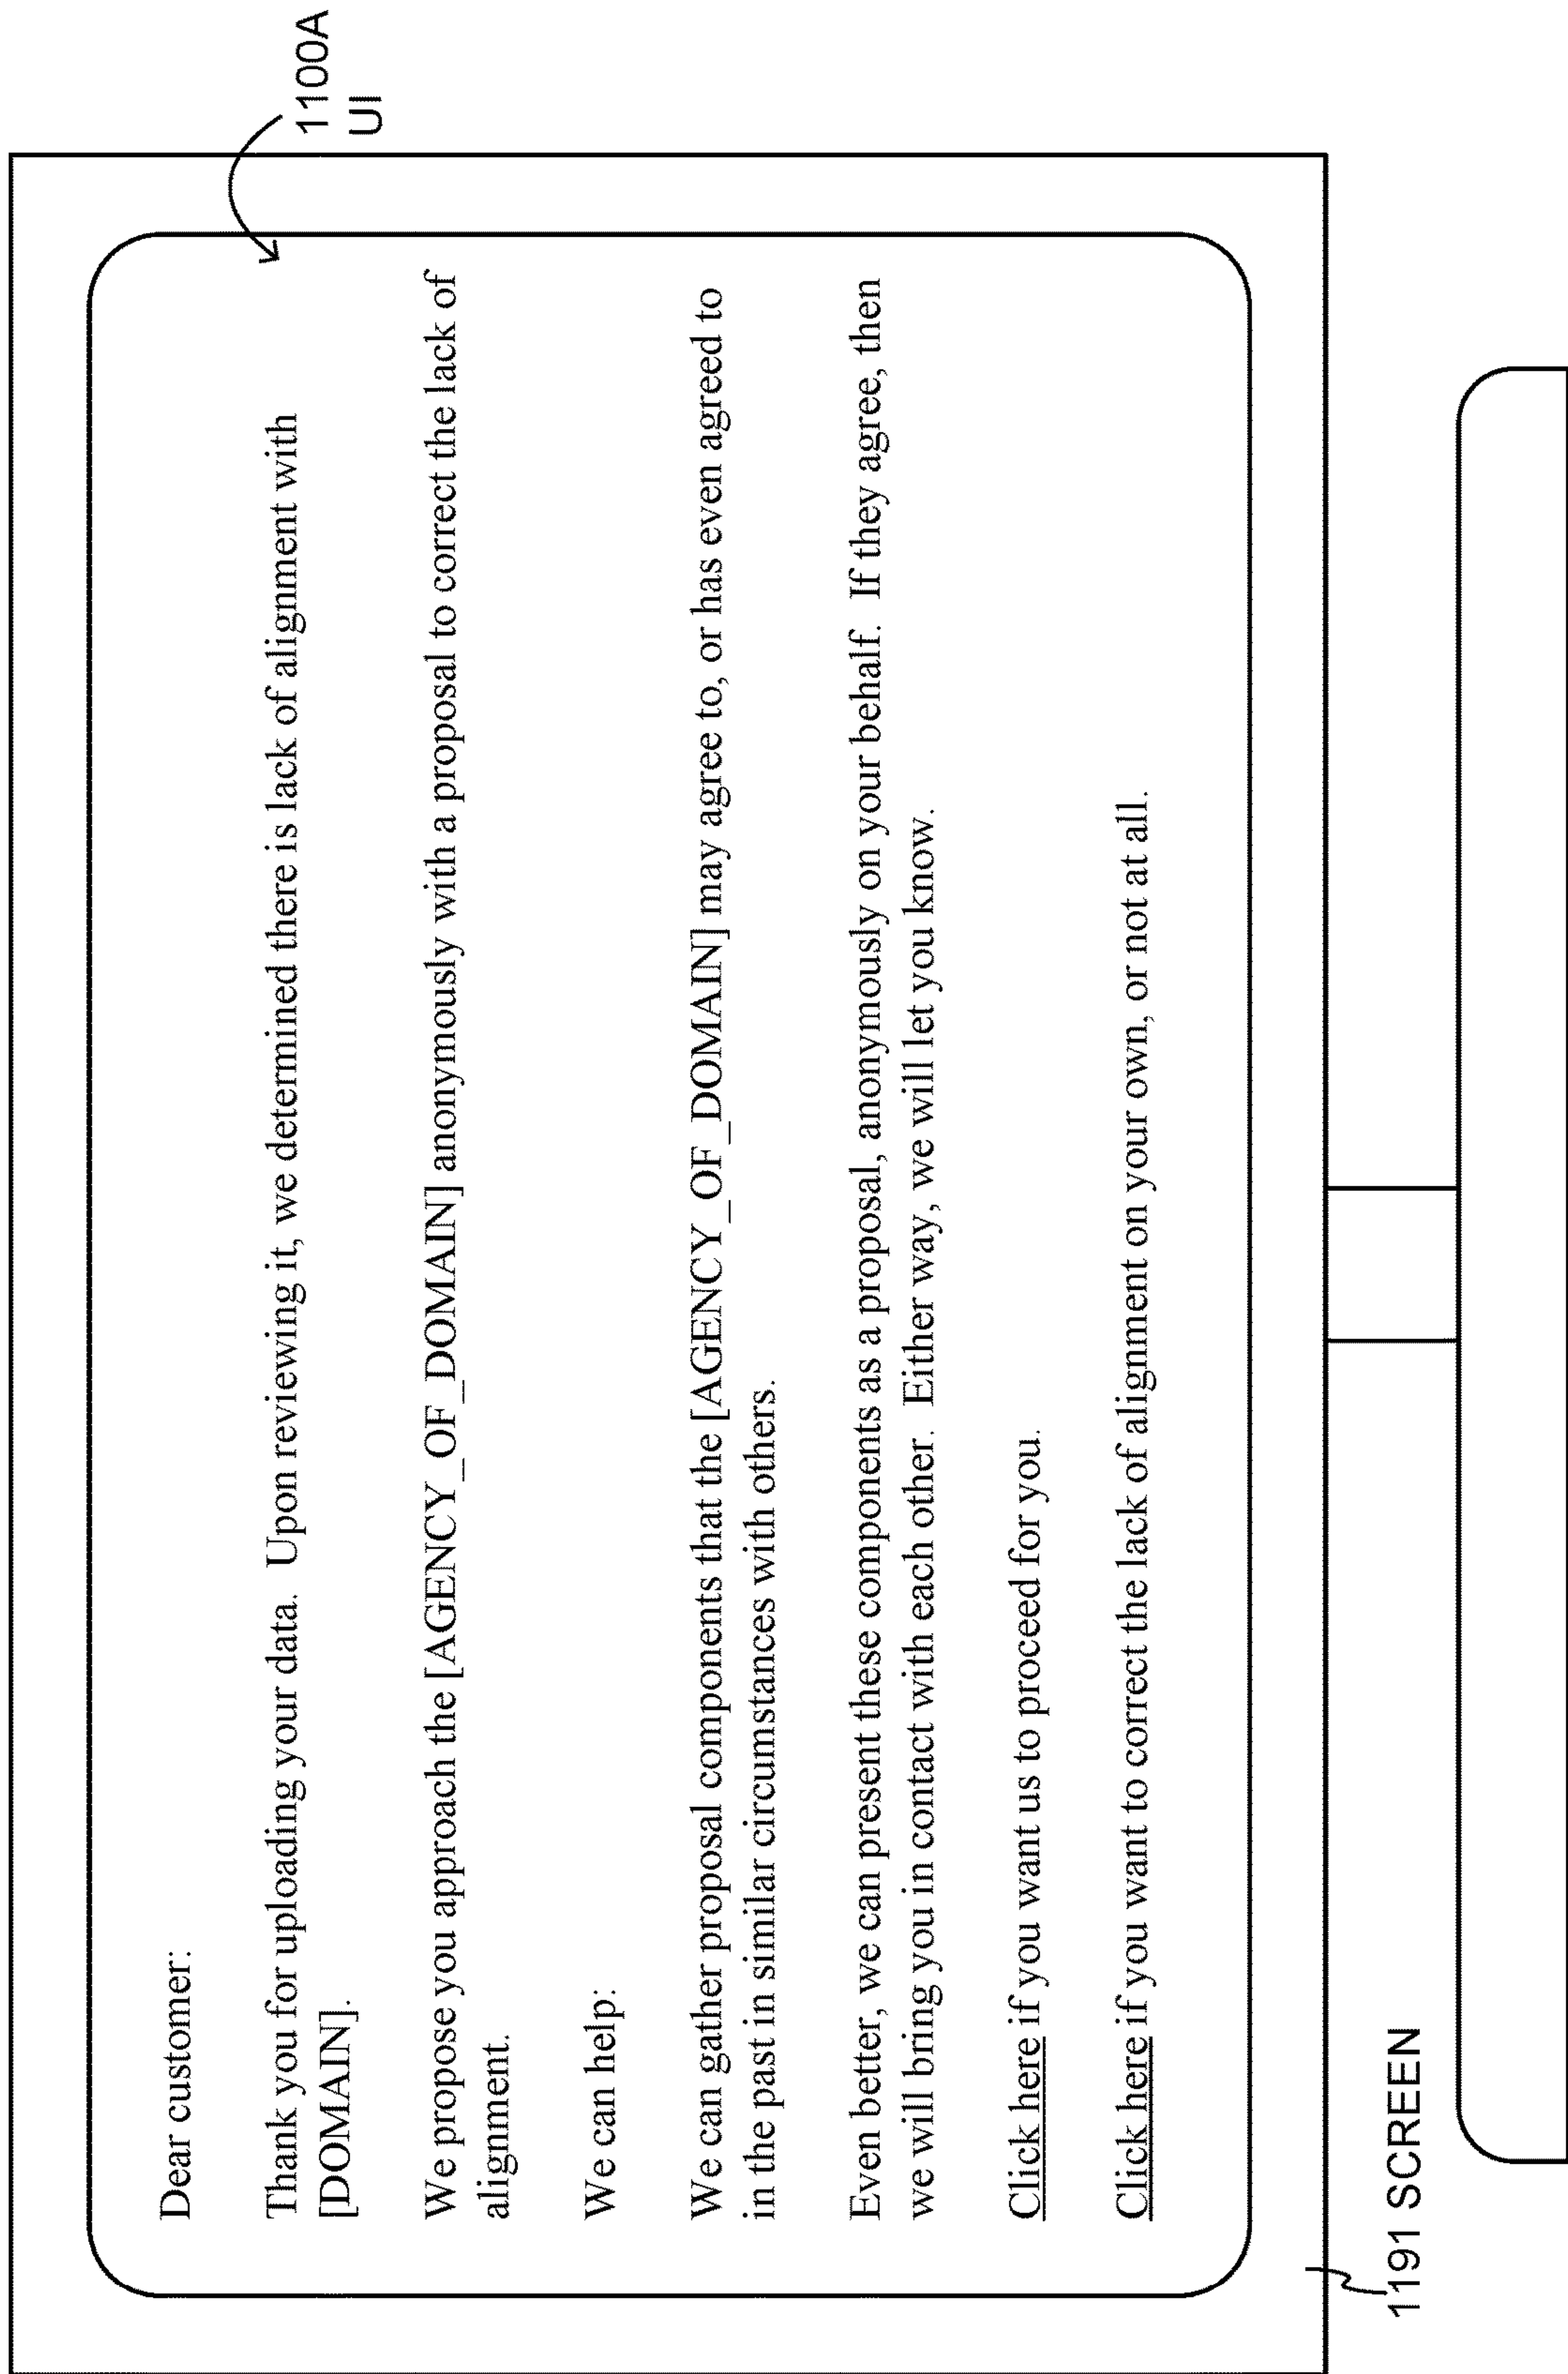 1100A
UI
Dear customer:
Thank you for uploading your data.  Upon reviewing it, we determined there is lack of alignment with
[DOMAIN].
We propose you approach the [AGENCY_OF_DOMAIN] anonymously with a proposal to correct the lack of
alignment.
We can help:
We can gather proposal components that the [AGENCY_OF_DOMAIN] may agree to, or has even agreed to
in the past in similar circumstances with others.
Even better, we can present these components as a proposal, anonymously on your behalf.  If they agree, then
we will bring you in contact with each other.  Either way, we will let you know.
Click here if you want us to proceed for you.
Click here if you want to correct the lack of alignment on your own, or not at all.
1191 SCREEN